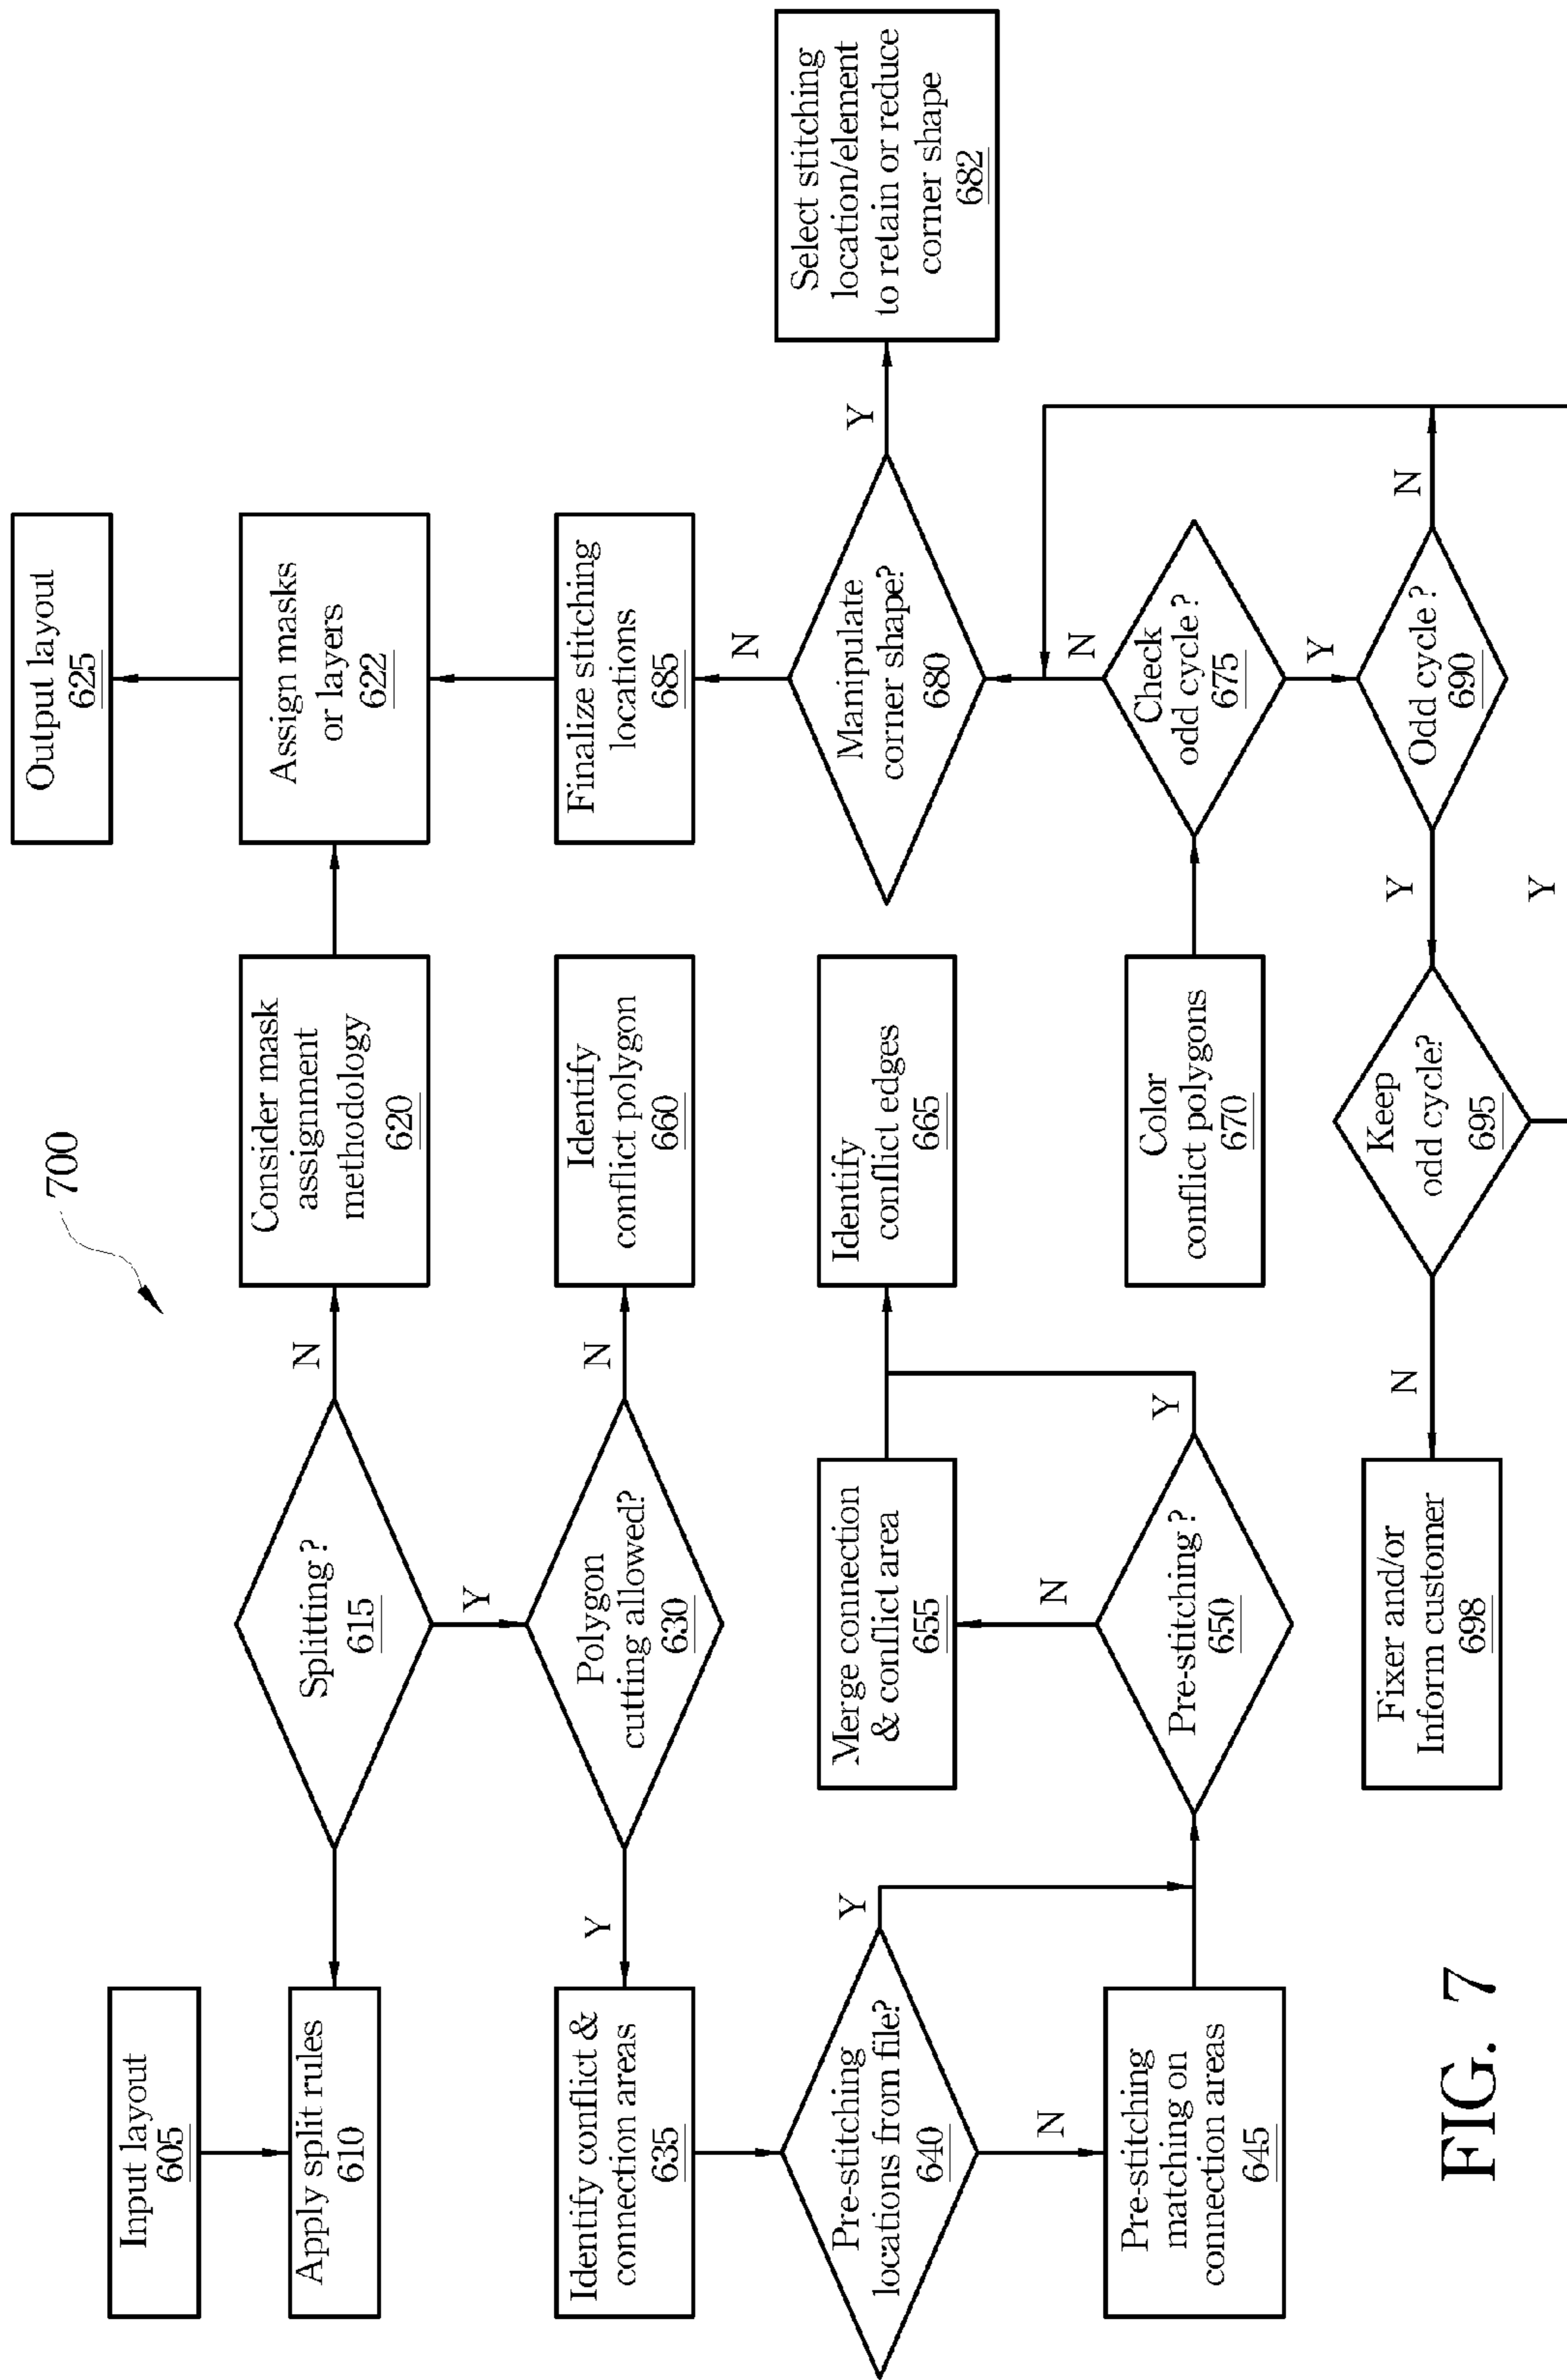 700
Input layout
605
Apply split rules
610
Splitting?
615
N
Y
Consider mask
assignment
methodology
620
Assign masks
or layers
622
Output layout
625
Polygon
cutting allowed?
630
Y
N
Identify conflict &
connection areas
635
Identify
conflict polygon
660
Finalize stitching
locations
685
Pre-stitching
locations from file?
640
Y
N
Pre-stitching
matching on
connection areas
645
Pre-stitching?
650
N
Y
Merge connection
& conflict area
655
Identify
conflict edges
665
Color
conflict polygons
670
Check
odd cycle?
675
N
Y
Manipulate
corner shape?
680
N
Y
Select stitching
location/element
to retain or reduce
corner shape
682
Odd cycle?
690
N
Y
Keep
odd cycle?
695
N
Y
Fixer and/or
Inform customer
698
FIG. 7